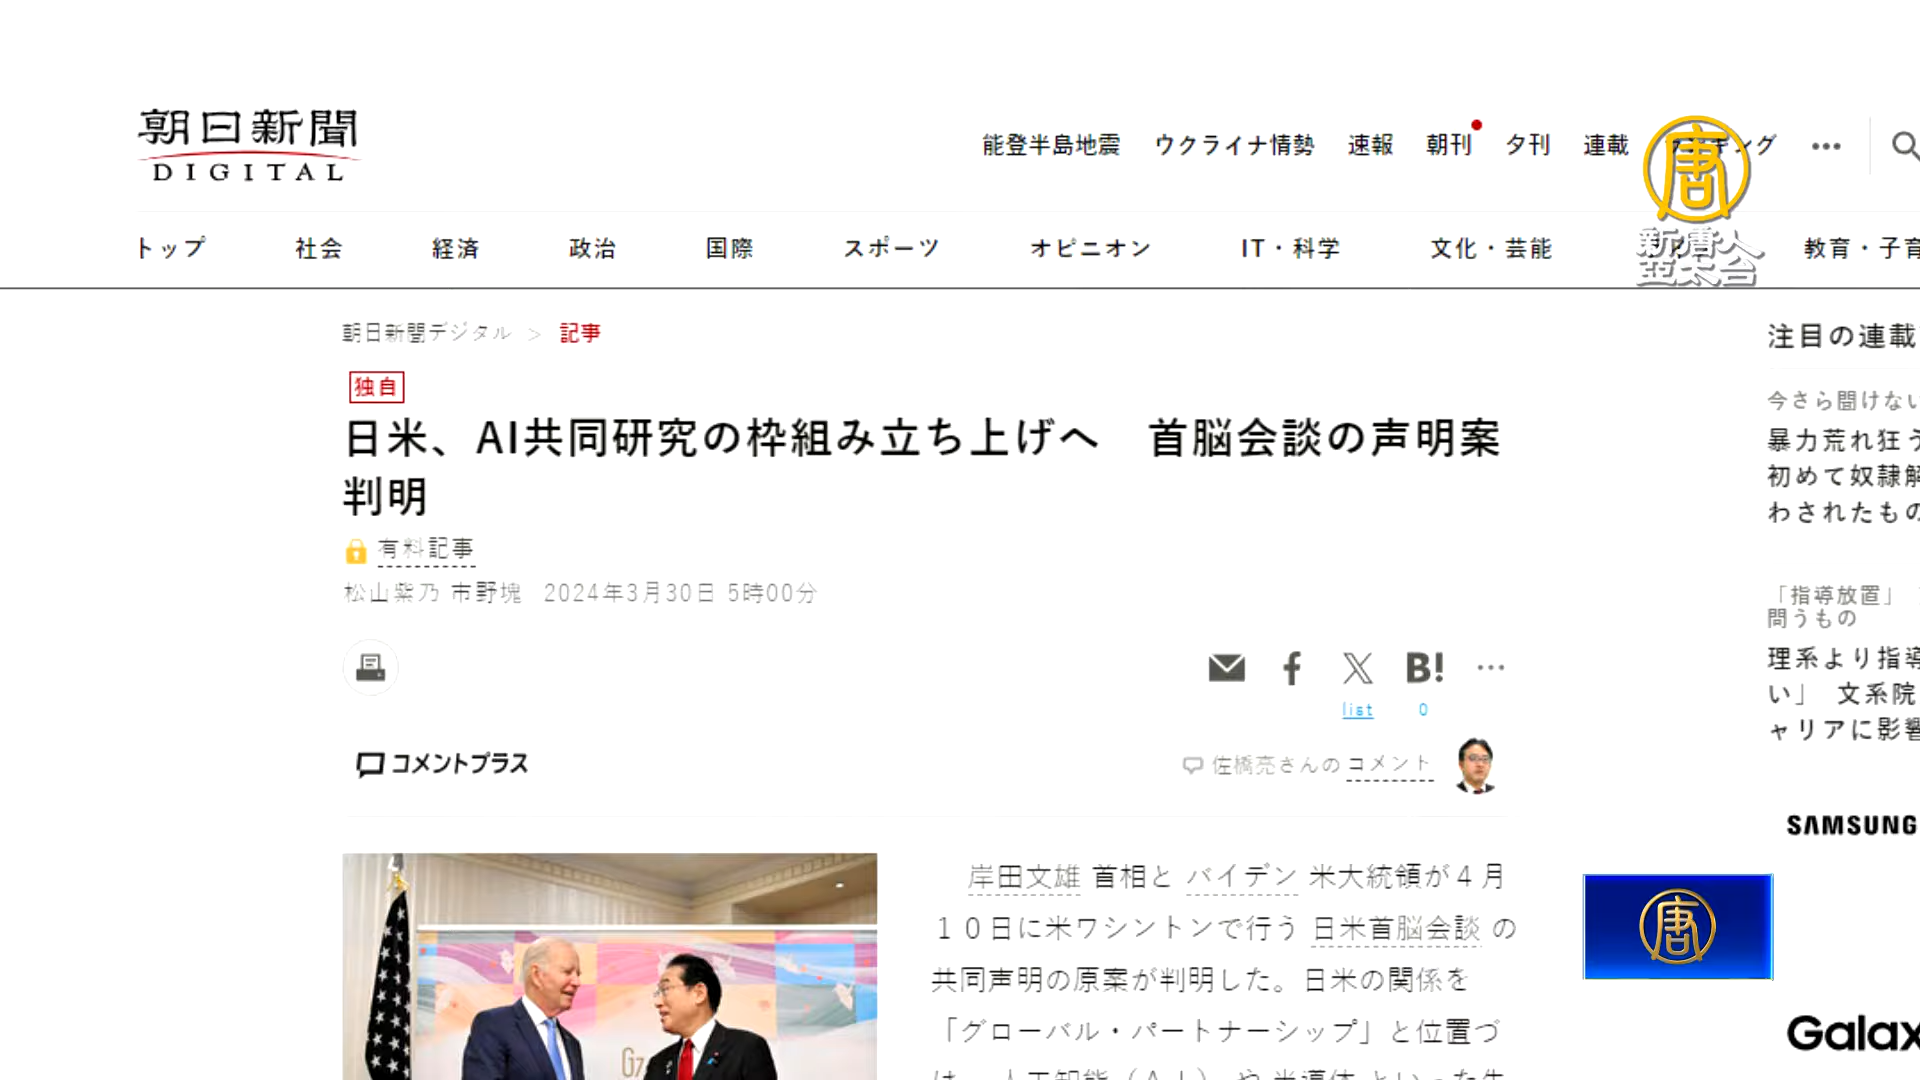 朝日新聞
DIGITAL
能登半島地震 ウクライナ情勢 速報 朝刊 夕刊 連載
新唐人
亞太台
トップ 社会 経済 政治 国際 スポーツ オピニオン IT・科学 文化・芸能 教育・子育
朝日新聞デジタル > 記事
独自
日米、AI共同研究の枠組み立ち上げへ 首脳会談の声明案
判明
有料記事
松山紫乃 市野塊 2024年3月30日 5時00分
list 0
コメントプラス
佐橋亮さんの コメント
岸田文雄 首相と バイデン 米大統領が4月
10日に米ワシントンで行う 日米首脳会談 の
共同声明の原案が判明した。日米の関係を
「グローバル・パートナーシップ」と位置づ
G7
注目の連載
今さら聞けない
暴力荒れ狂う
初めて奴隷解
わされたもの
「指導放置」
問うもの
理系より指導
い」 文系院
ャリアに影響
SAMSUNG
唐
Galax